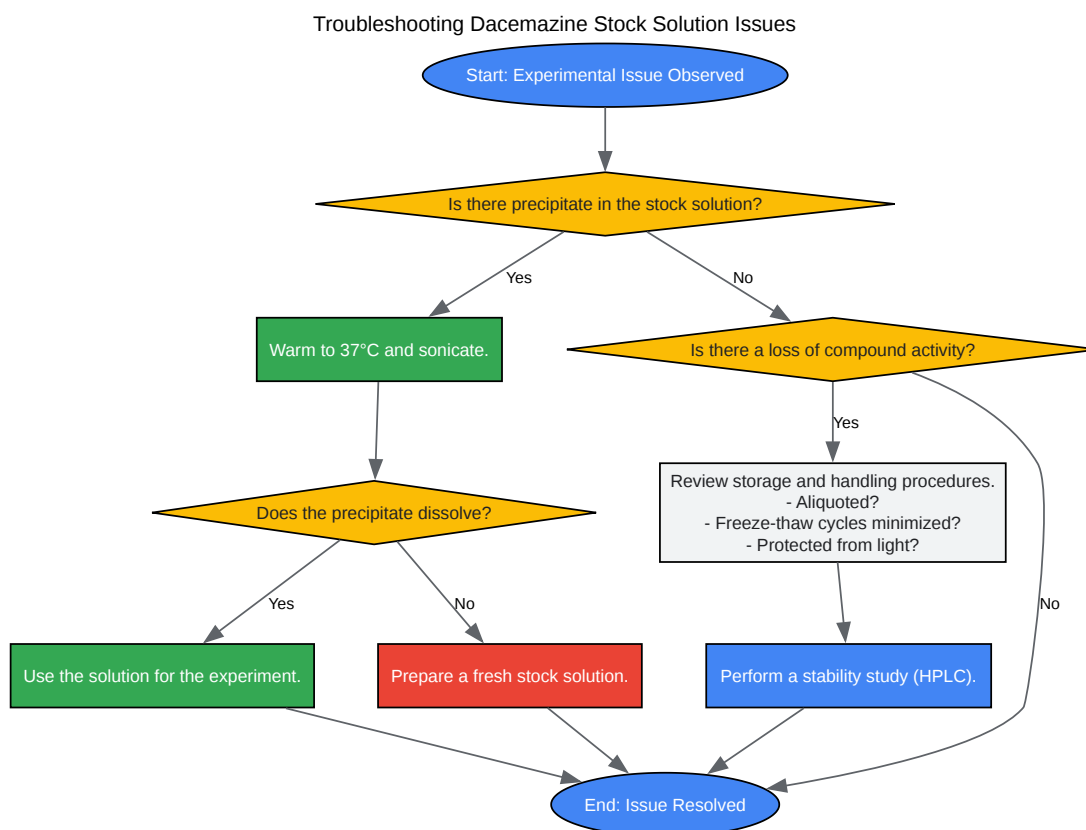 Troubleshooting Dacemazine Stock Solution Issues
Start: Experimental Issue Observed
Is there precipitate in the stock solution?
Yes
No
Warm to 37°C and sonicate.
Is there a loss of compound activity?
Yes
Review storage and handling procedures.
- Aliquoted?
- Freeze-thaw cycles minimized?
- Protected from light?
Does the precipitate dissolve?
Yes
No
No
Use the solution for the experiment.
Prepare a fresh stock solution.
Perform a stability study (HPLC).
End: Issue Resolved